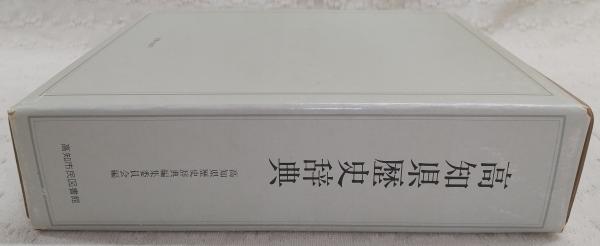 高知県歴史辞典
高知県歴史辞典編集委員会編
高知市民図書館